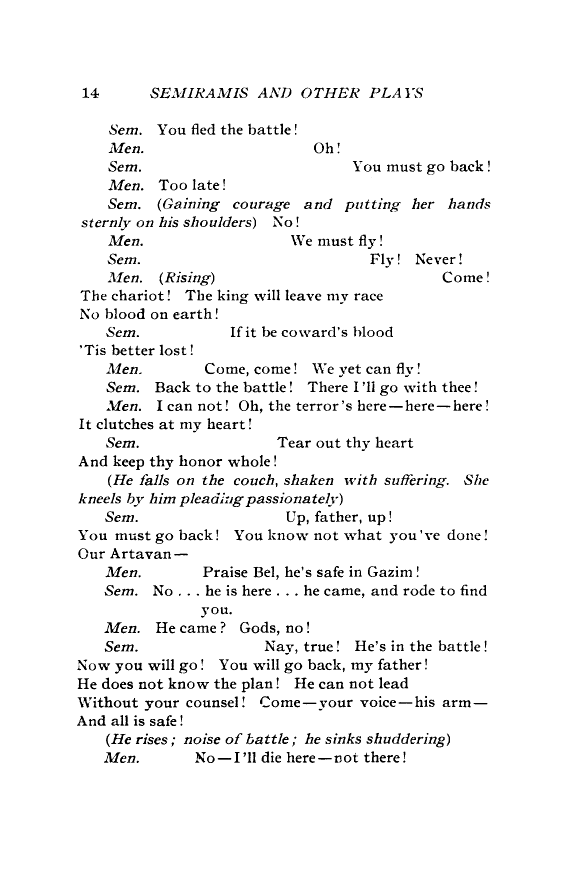 14 SEMIRAMIS AND OTHER PLAYS
Sem. You fled the battle!
Men. Oh!
Sem. You must go back!
Men. Too late!
Sem. (Gaining courage and putting her hands
sternly on his shoulders) No!
Men. We must fly!
Sem. Fly! Never!
Men. (Rising) Come!
The chariot! The king will leave my race
No blood on earth!
Sem. If it be coward's blood
'Tis better lost!
Men. Come, come! We yet can fly!
Sem. Back to the battle! There I'll go with thee!
Men. I can not! Oh, the terror's here—here—here!
It clutches at my heart!
Sem. Tear out thy heart
And keep thy honor whole!
(He falls on the couch, shaken with suffering. She
kneels by him pleading passionately)
Sem. Up, father, up!
You must go back! You know not what you've done!
Our Artavan—
Men. Praise Bel, he's safe in Gazim!
Sem. No ... he is here ... he came, and rode to find
you.
Men. He came? Gods, no!
Sem. Nay, true! He's in the battle!
Now you will go! You will go back, my father!
He does not know the plan! He can not lead
Without your counsel! Come—your voice—his arm—
And all is safe!
(He rises; noise of battle; he sinks shuddering)
Men. No—I'll die here—not there!